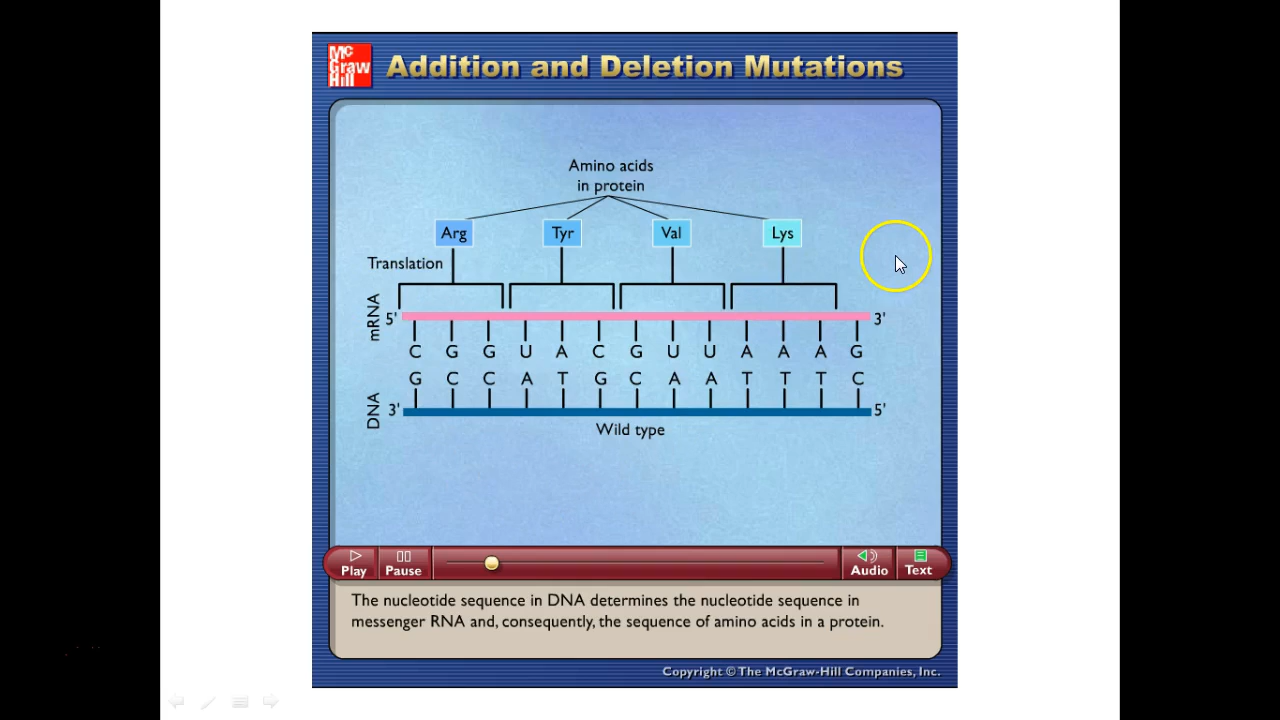 Mc
Graw
Hill
Addition and Deletion Mutations
Amino acids
in protein
Arg Tyr Val Lys
Translation
mRNA
5' 3'
C G G U A C G U U A A A G
G C C A T G C A A T T T C
DNA
3' 5'
Wild type
Play Pause Audio Text
The nucleotide sequence in DNA determines the nucleotide sequence in
messenger RNA and, consequently, the sequence of amino acids in a protein.
Copyright © The McGraw-Hill Companies, Inc.